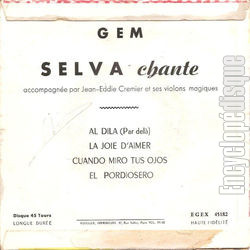 GEM
SELVA chante
accompagnée par Jean-Eddie Cremier et ses violons magiques
AL DILA (Par delà)
LA JOIE D'AIMER
CUANDO MIRO TUS OJOS
EL PORDIOSERO
Disque 45 Tours
LONGUE DURÉE
EGEX 45182
HAUTE FIDÉLITÉ